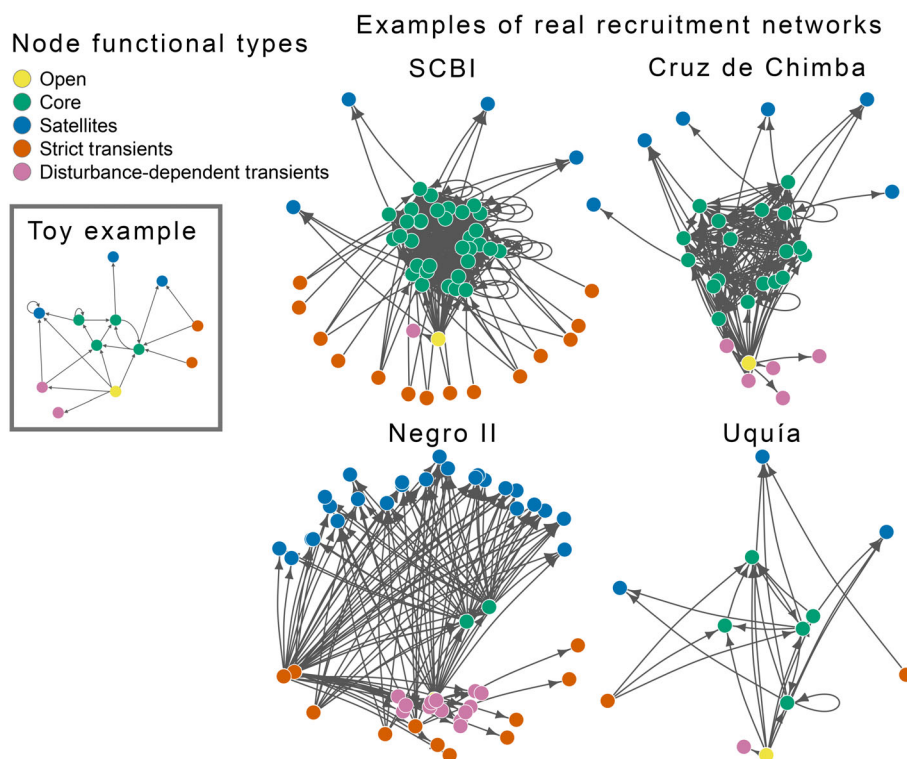 Examples of real recruitment networks
Node functional types
Open
Core
Satellites
Strict transients
Disturbance-dependent transients
Toy example
SCBI
Cruz de Chimba
Negro II
Uquía